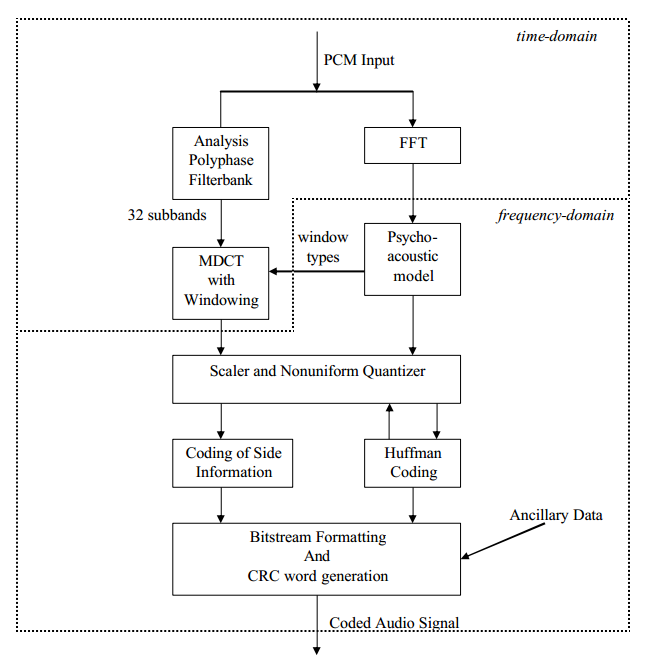 time-domain
PCM Input
Analysis
Polyphase
Filterbank
FFT
32 subbands
frequency-domain
window
types
Psycho-
acoustic
model
MDCT
with
Windowing
Scaler and Nonuniform Quantizer
Coding of Side
Information
Huffman
Coding
Ancillary Data
Bitstream Formatting
And
CRC word generation
Coded Audio Signal